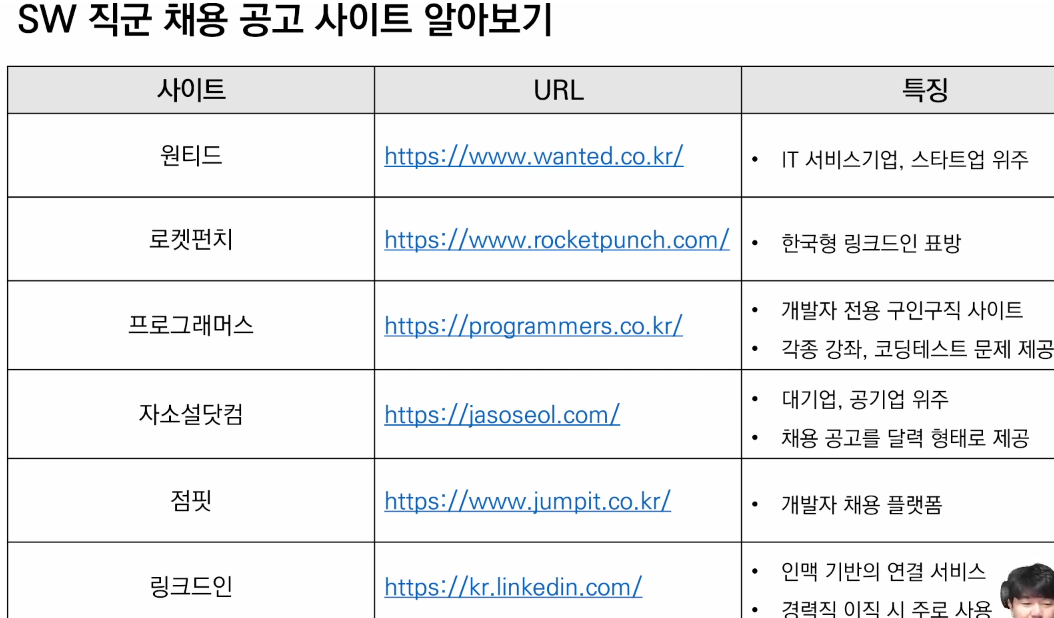 SW 직군 채용 공고 사이트 알아보기
사이트 URL 특징
원티드 https://www.wanted.co.kr/ • IT 서비스기업, 스타트업 위주
로켓펀치 https://www.rocketpunch.com/ • 한국형 링크드인 표방
프로그래머스 https://programmers.co.kr/ • 개발자 전용 구인구직 사이트
• 각종 강좌, 코딩테스트 문제 제공
자소설닷컴 https://jasoseol.com/ • 대기업, 공기업 위주
• 채용 공고를 달력 형태로 제공
점핏 https://www.jumpit.co.kr/ • 개발자 채용 플랫폼
링크드인 https://kr.linkedin.com/ • 인맥 기반의 연결 서비스
• 경력직 이직 시 주로 사용